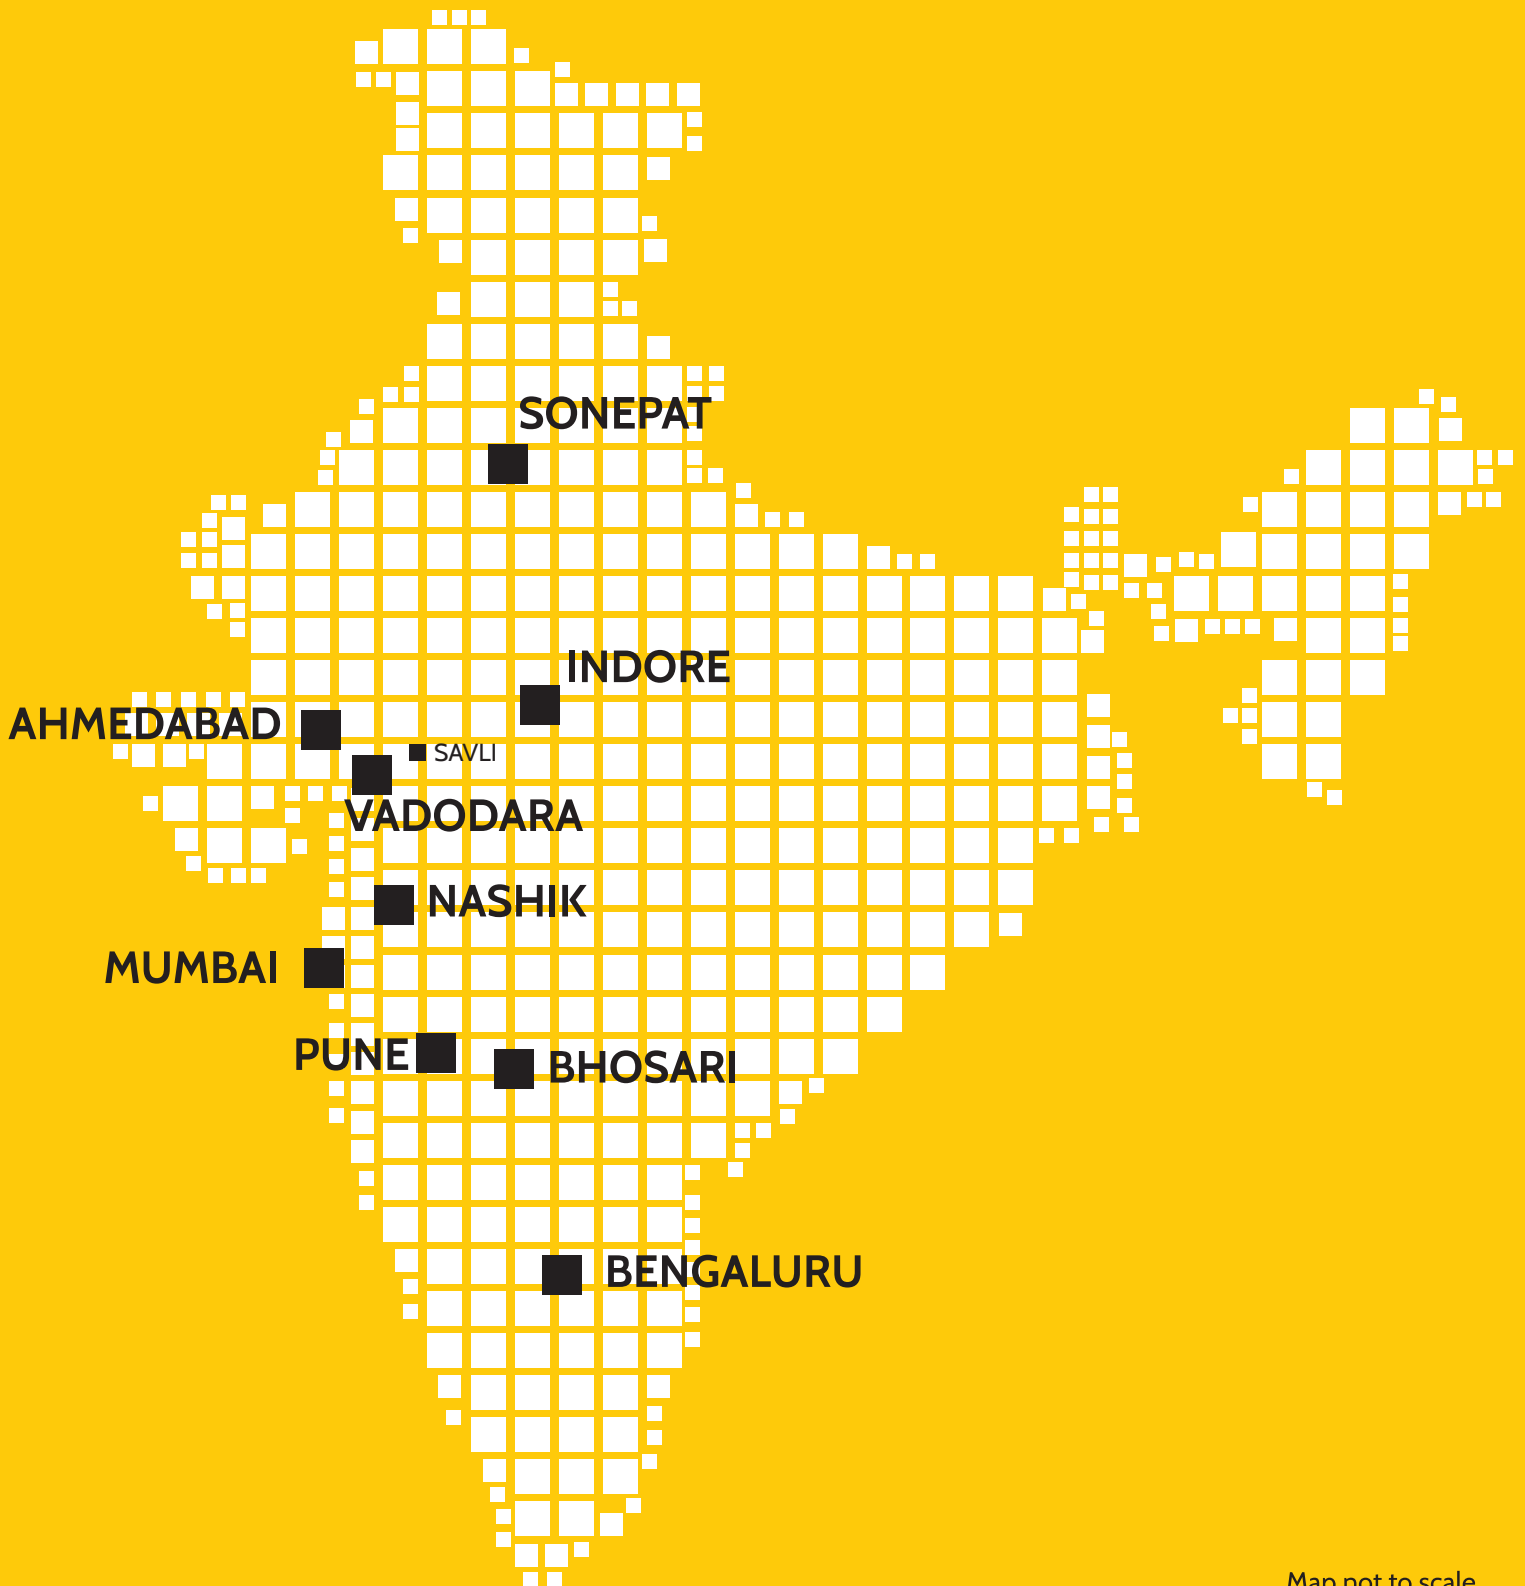 SONEPAT
INDORE
AHMEDABAD
SAVLI
VADODARA
NASHIK
MUMBAI
PUNE
BHOSARI
BENGALURU
Map not to scale